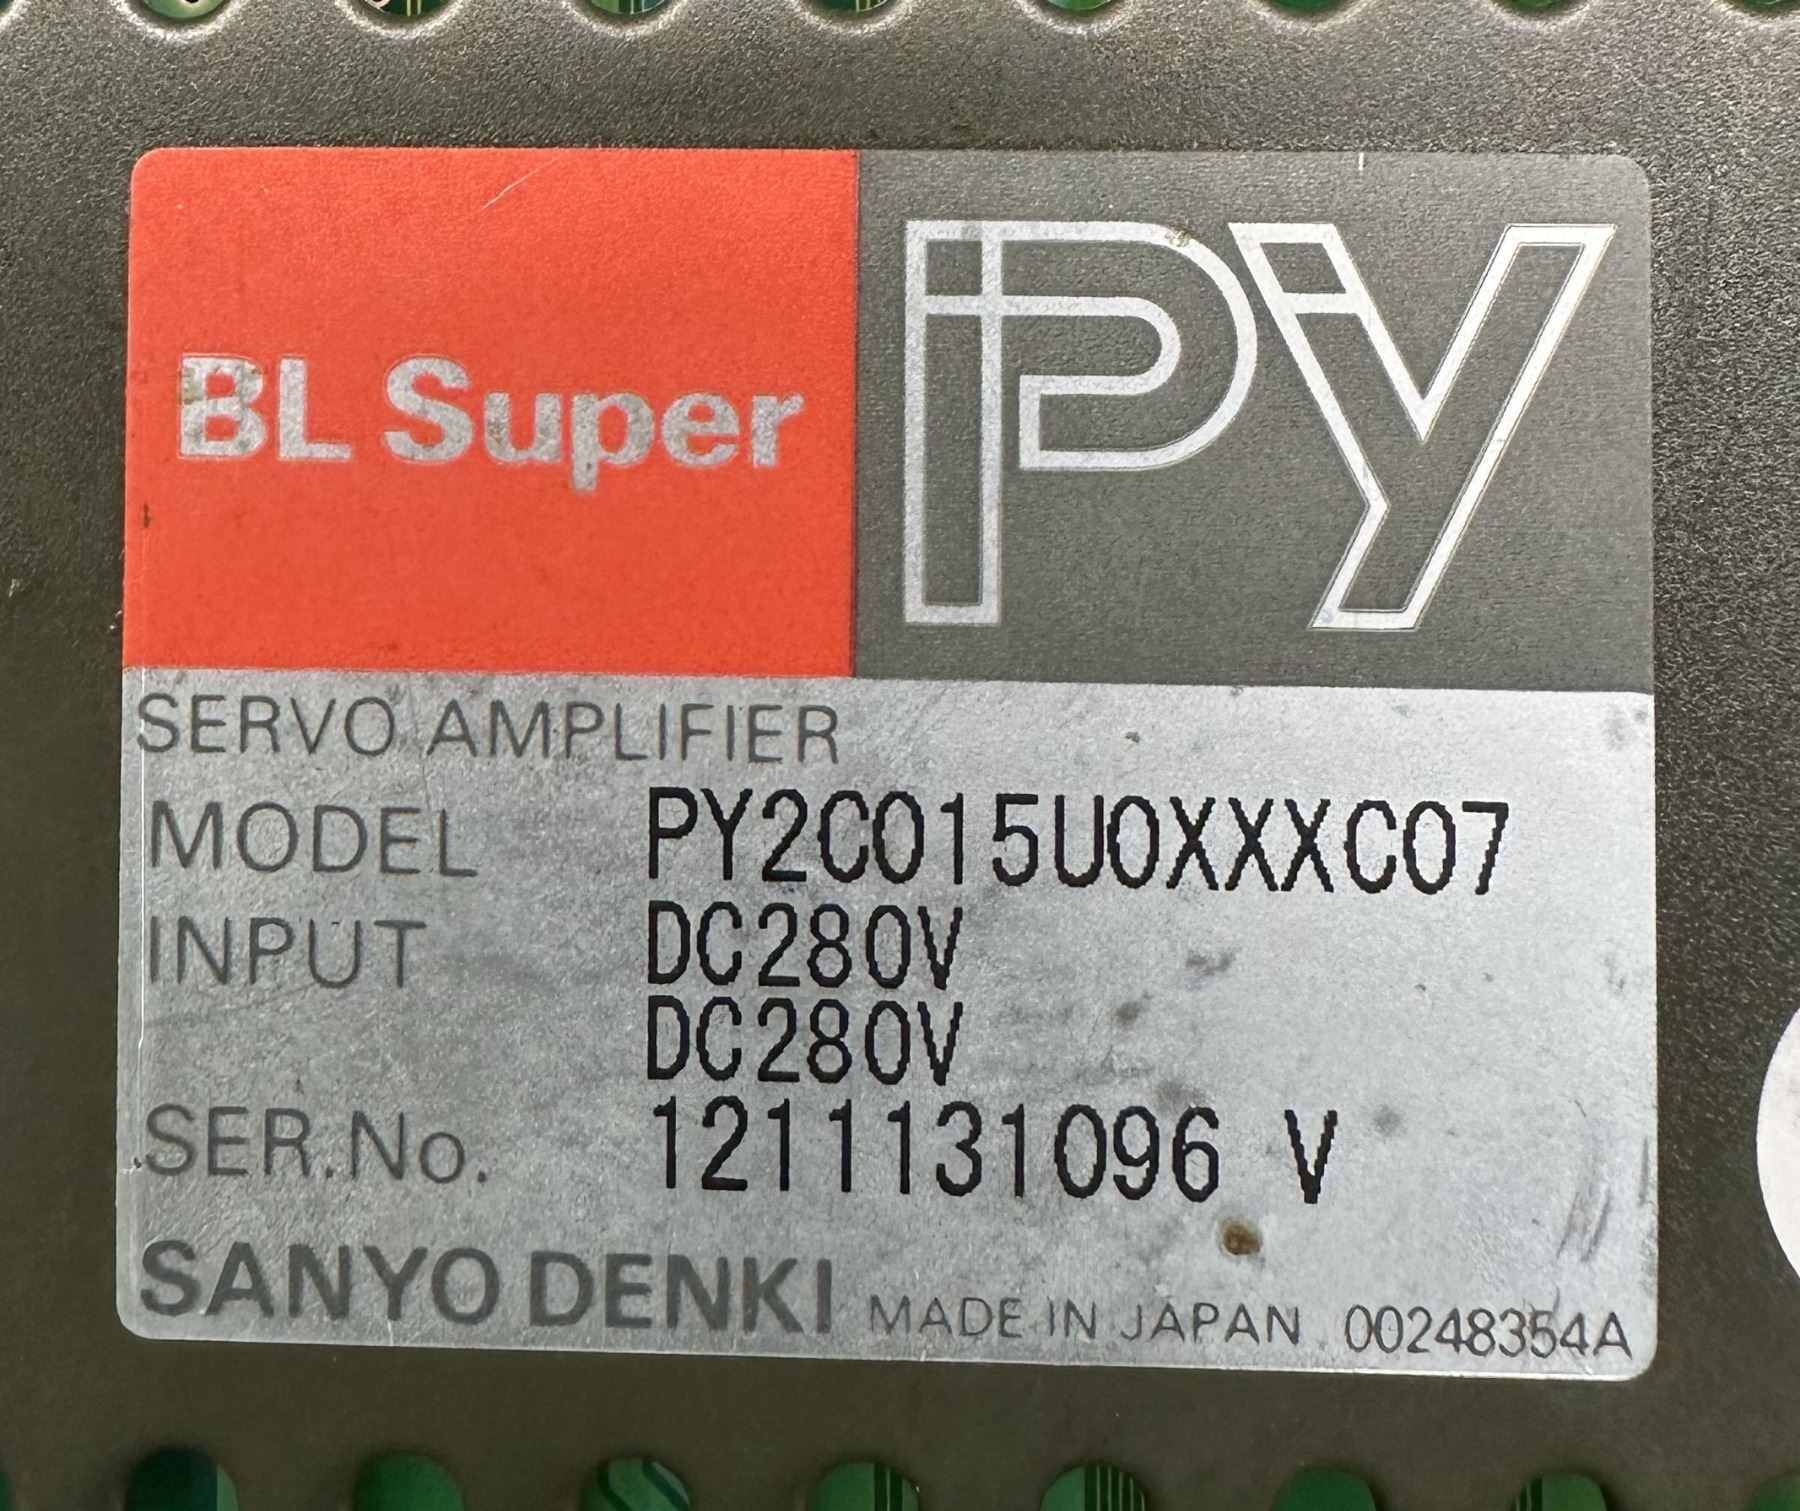 BL Super PY
SERVO AMPLIFIER
MODEL PY2C015U0XXXC07
INPUT DC280V
DC280V
SER.No. 1211131096 V
SANYO DENKI MADE IN JAPAN 00248354A